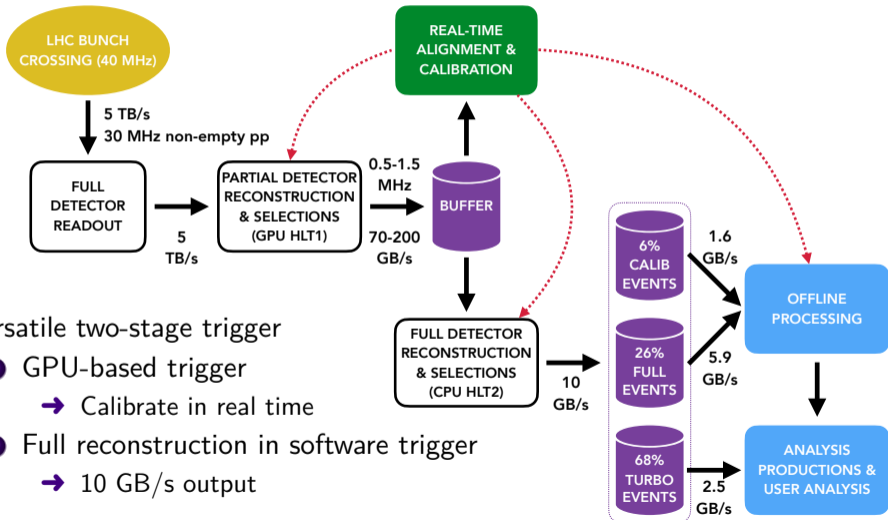 LHC BUNCH
CROSSING (40 MHz)
5 TB/s
30 MHz non-empty pp
FULL
DETECTOR
READOUT
5
TB/s
PARTIAL DETECTOR
RECONSTRUCTION
& SELECTIONS
(GPU HLT1)
0.5-1.5
MHz
70-200
GB/s
REAL-TIME
ALIGNMENT &
CALIBRATION
BUFFER
FULL DETECTOR
RECONSTRUCTION
& SELECTIONS
(CPU HLT2)
10
GB/s
6%
CALIB
EVENTS
26%
FULL
EVENTS
68%
TURBO
EVENTS
1.6
GB/s
5.9
GB/s
2.5
GB/s
OFFLINE
PROCESSING
ANALYSIS
PRODUCTIONS &
USER ANALYSIS
rsatile two-stage trigger
GPU-based trigger
➜ Calibrate in real time
Full reconstruction in software trigger
➜ 10 GB/s output